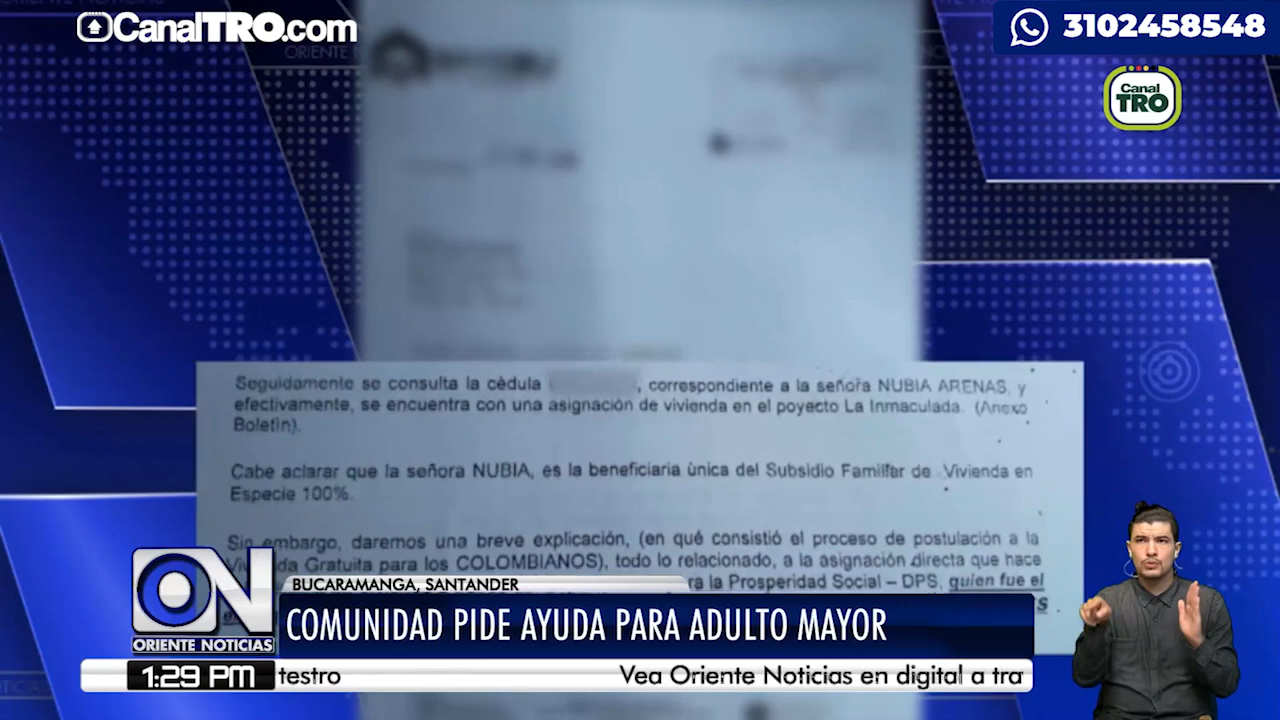 CanalTRO.com
3102458548
Canal
TRO
Seguidamente se consulta la cèdula , correspondiente a la señora NUBIA ARENAS, y
efectivamente, se encuentra con una asignación de vivienda en el poyecto La Inmaculada. (Anexo
Boletin).
Cabe aclarar que la señora NUBIA, es la beneficiaria ùnica del Subsidio Familiar de Vivienda en
Especie 100%.
Sin embargo, daremos una breve explicación, (en qué consistió el proceso de postulación a la
Gratuita para los COLOMBIANOS), todo lo relacionado, a la asignación directa que hace
ra la Prosperidad Social – DPS, quien fue el
ON
ORIENTE NOTICIAS
BUCARAMANGA, SANTANDER
COMUNIDAD PIDE AYUDA PARA ADULTO MAYOR
1:29 PM testro Vea Oriente Noticias en digital a tra